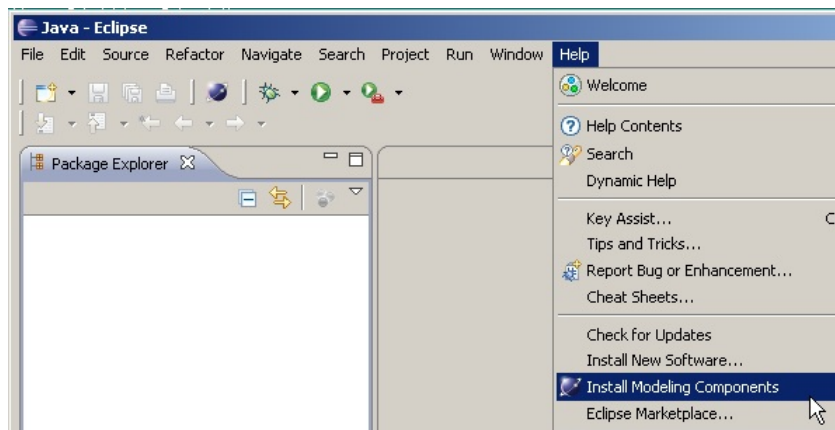 Java - Eclipse
File Edit Source Refactor Navigate Search Project Run Window Help
Package Explorer
Welcome
Help Contents
Search
Dynamic Help
Key Assist...
Tips and Tricks...
Report Bug or Enhancement...
Cheat Sheets...
Check for Updates
Install New Software...
Install Modeling Components
Eclipse Marketplace...